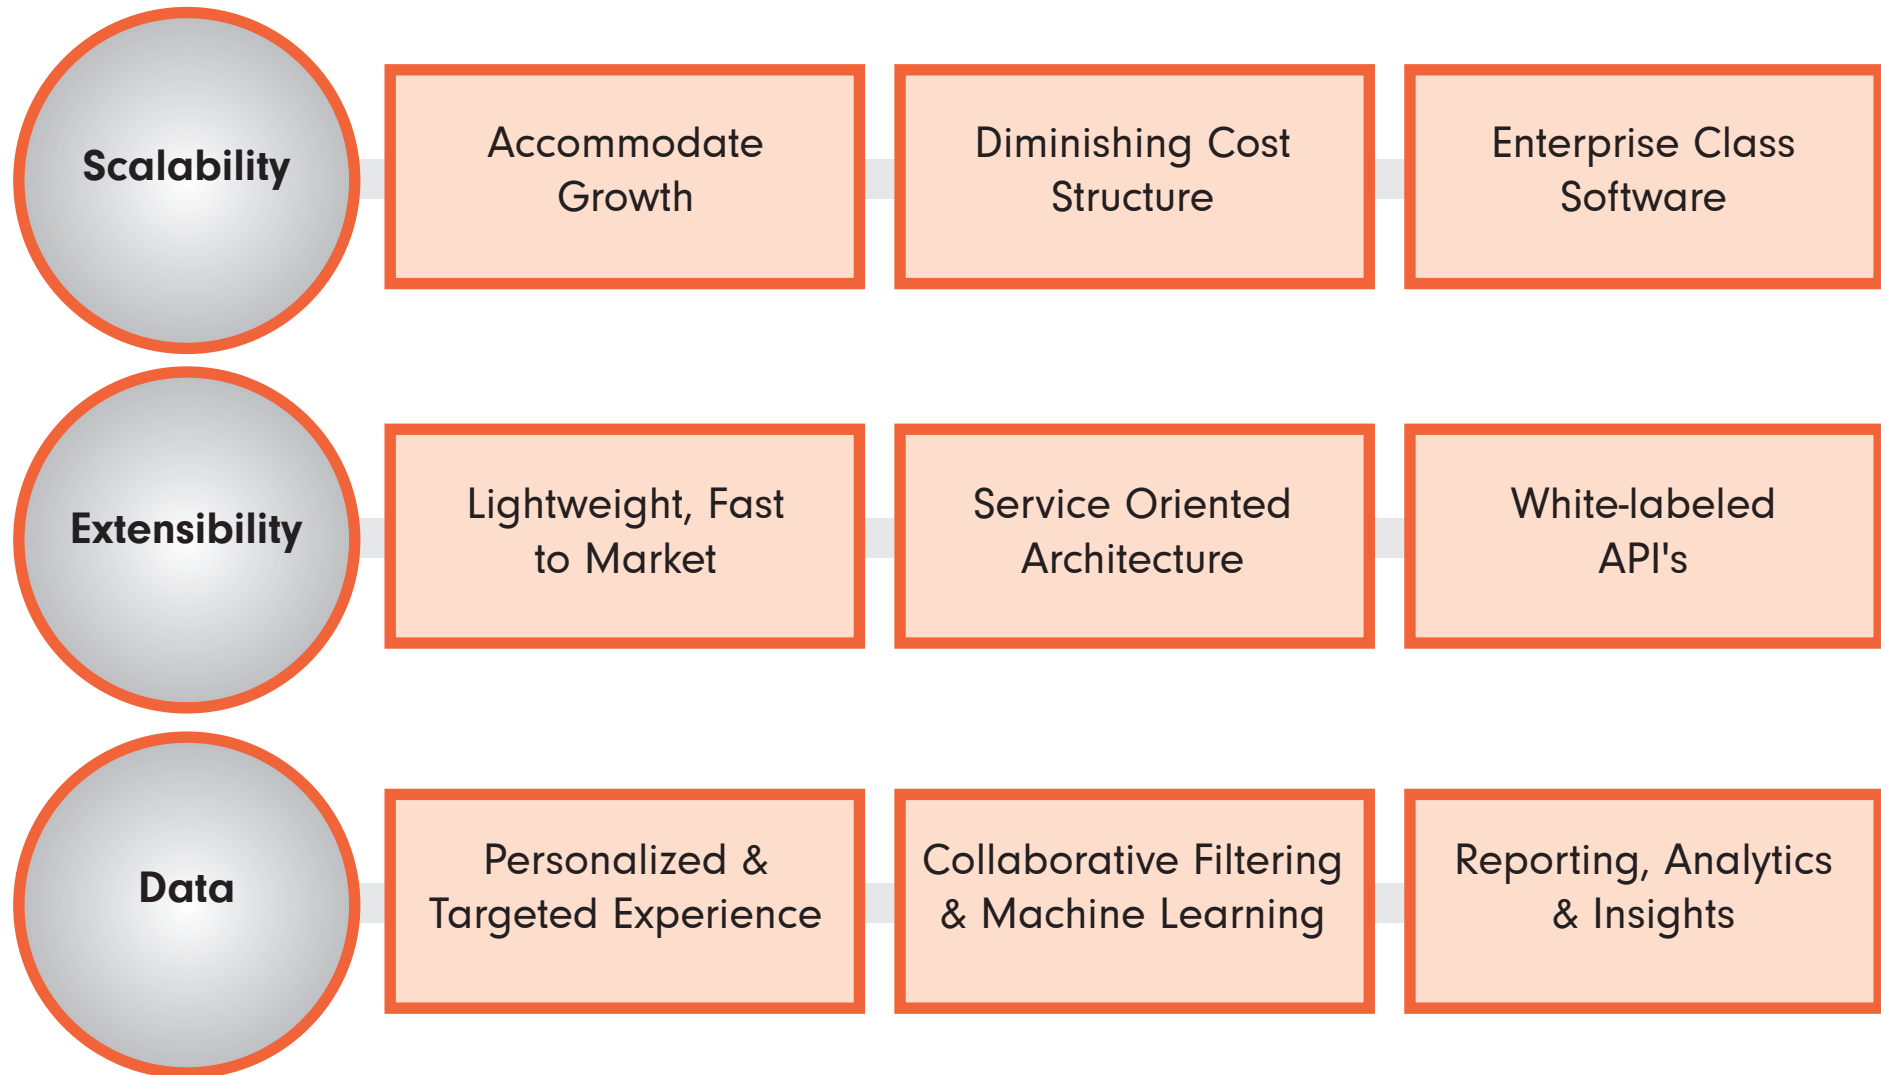 Scalability
Accommodate
Growth
Diminishing Cost
Structure
Enterprise Class
Software
Extensibility
Lightweight, Fast
to Market
Service Oriented
Architecture
White-labeled
API's
Data
Personalized &
Targeted Experience
Collaborative Filtering
& Machine Learning
Reporting, Analytics
& Insights